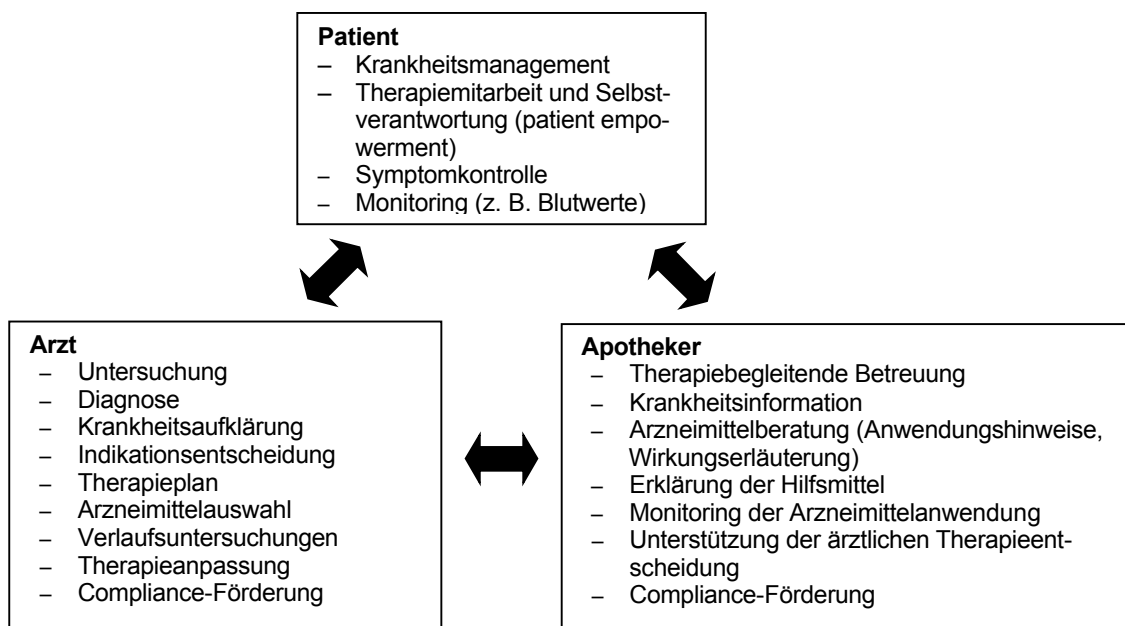 Patient
– Krankheitsmanagement
– Therapiemitarbeit und Selbst-
verantwortung (patient empo-
werment)
– Symptomkontrolle
– Monitoring (z. B. Blutwerte)
Arzt
– Untersuchung
– Diagnose
– Krankheitsaufklärung
– Indikationsentscheidung
– Therapieplan
– Arzneimittelauswahl
– Verlaufsuntersuchungen
– Therapieanpassung
– Compliance-Förderung
Apotheker
– Therapiebegleitende Betreuung
– Krankheitsinformation
– Arzneimittelberatung (Anwendungshinweise,
Wirkungserläuterung)
– Erklärung der Hilfsmittel
– Monitoring der Arzneimittelanwendung
– Unterstützung der ärztlichen Therapieent-
scheidung
– Compliance-Förderung